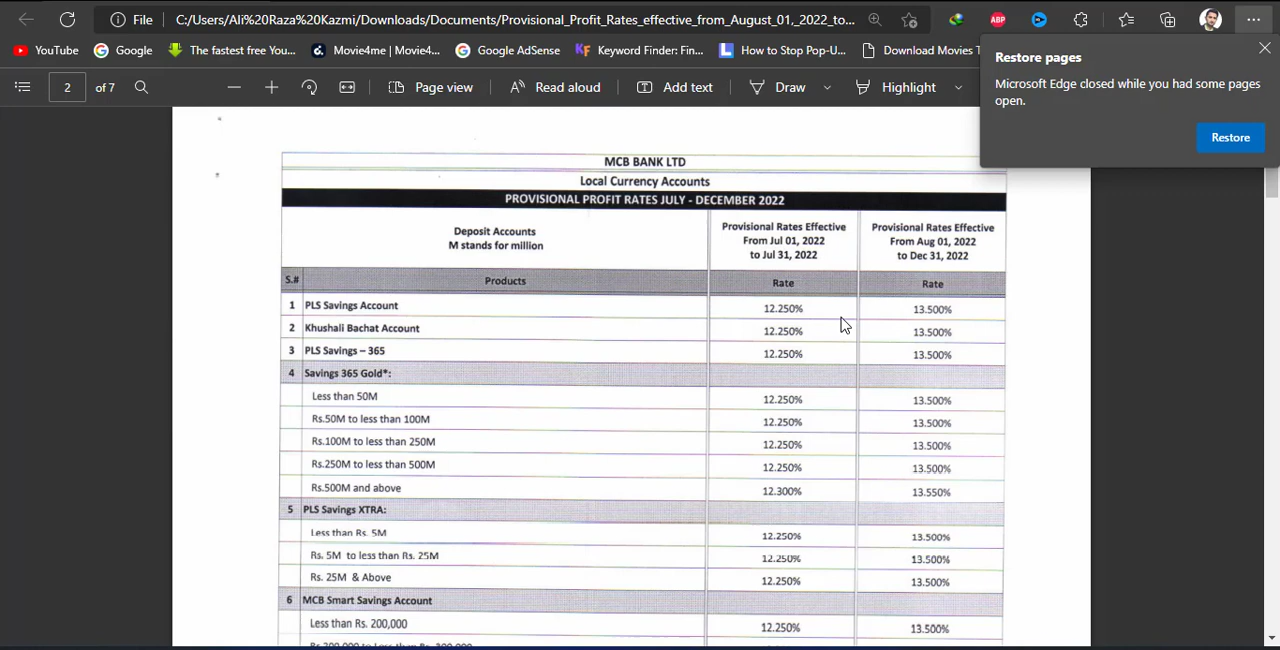 File C:/Users/Ali%20Raza%20Kazmi/Downloads/Documents/Provisional_Profit_Rates_effective_from_August_01,_2022_to... ABP ...
YouTube Google The fastest free You... Movie4me | Movie4... Google AdSense Keyword Finder: Fin... How to Stop Pop-U... Download Movies
2 of 7 Page view Read aloud Add text Draw Highlight
Restore pages
Microsoft Edge closed while you had some pages
open.
Restore
MCB BANK LTD
Local Currency Accounts
PROVISIONAL PROFIT RATES JULY - DECEMBER 2022
Deposit Accounts
M stands for million
Provisional Rates Effective
From Jul 01, 2022
to Jul 31, 2022
Provisional Rates Effective
From Aug 01, 2022
to Dec 31, 2022
S.# Products Rate Rate
1 PLS Savings Account 12.250% 13.500%
2 Khushali Bachat Account 12.250% 13.500%
3 PLS Savings – 365 12.250% 13.500%
4 Savings 365 Gold*:
Less than 50M 12.250% 13.500%
Rs.50M to less than 100M 12.250% 13.500%
Rs.100M to less than 250M 12.250% 13.500%
Rs.250M to less than 500M 12.250% 13.500%
Rs.500M and above 12.300% 13.550%
5 PLS Savings XTRA:
Less than Rs. 5M 12.250% 13.500%
Rs. 5M to less than Rs. 25M 12.250% 13.500%
Rs. 25M & Above 12.250% 13.500%
6 MCB Smart Savings Account
Less than Rs. 200,000 12.250% 13.500%